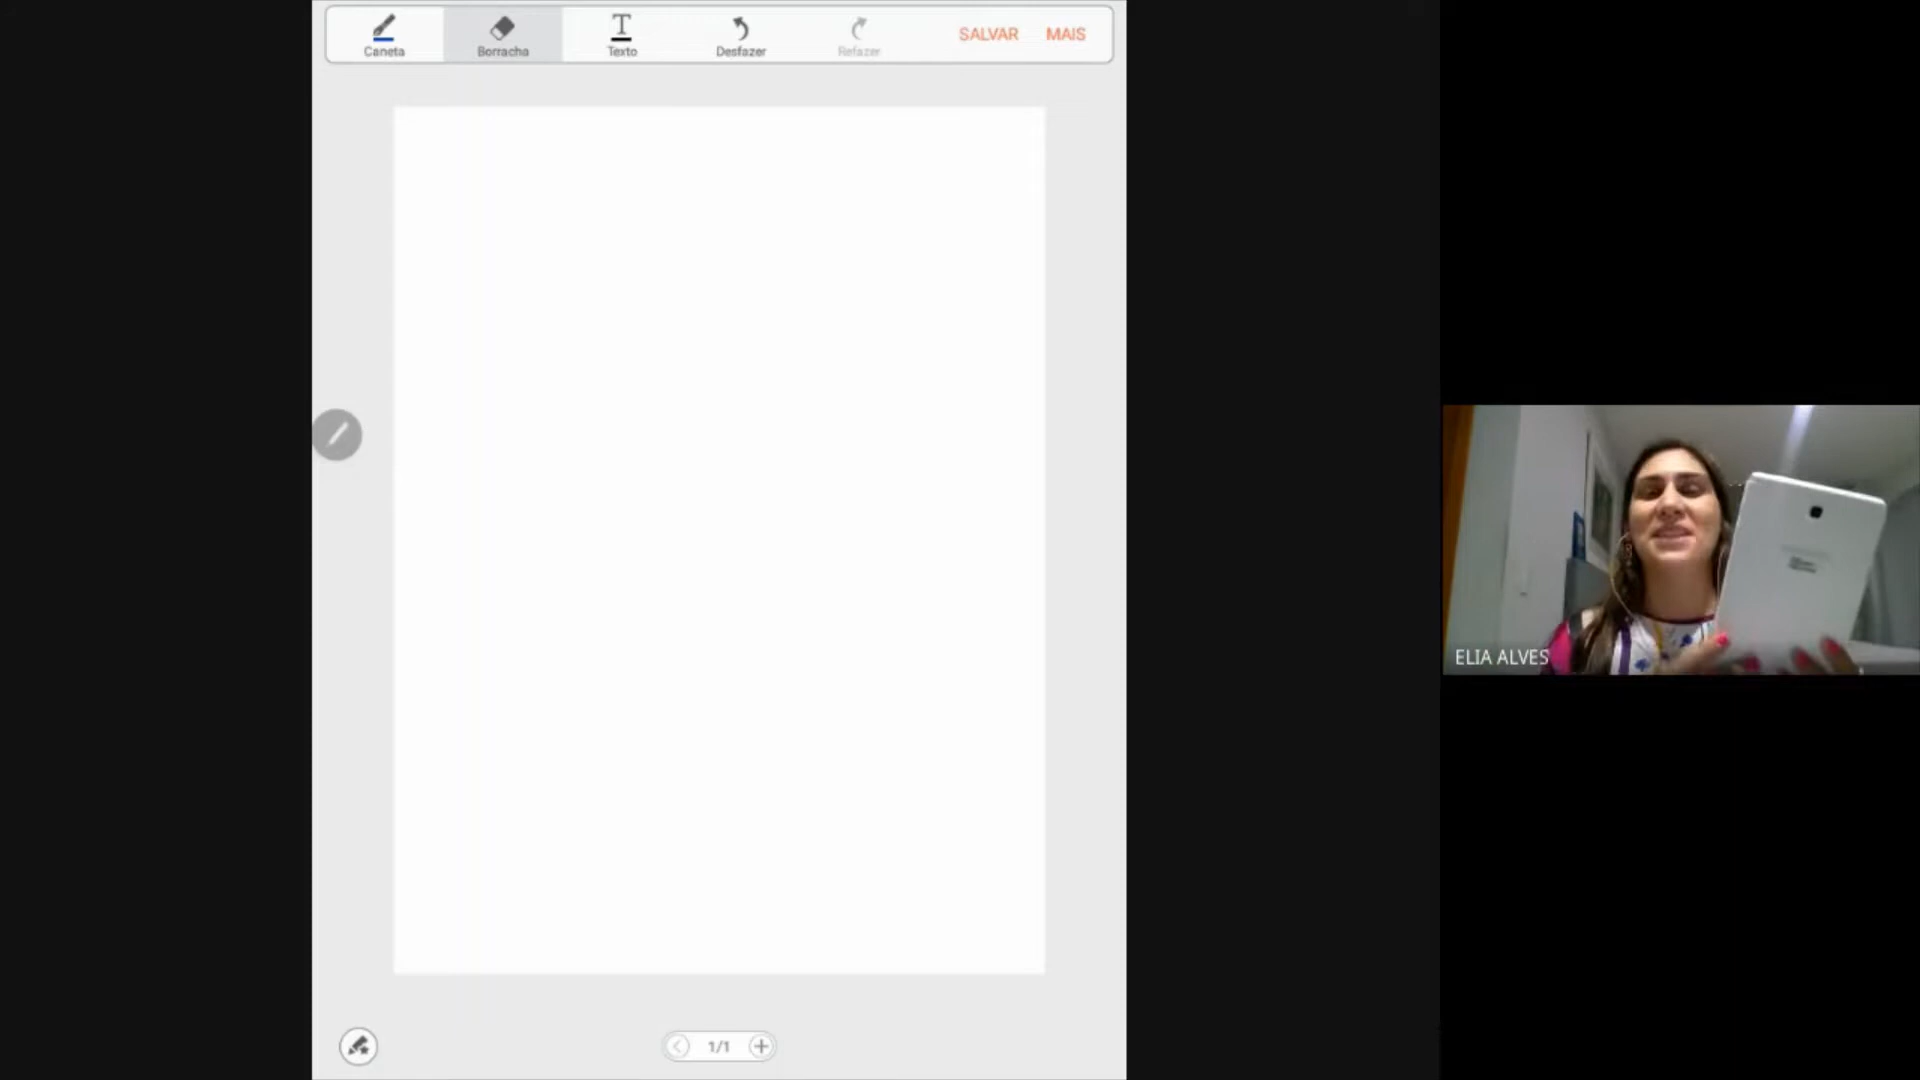 Caneta
Borracha
Texto
Desfazer
Refazer
SALVAR MAIS
ELIA ALVES
1/1